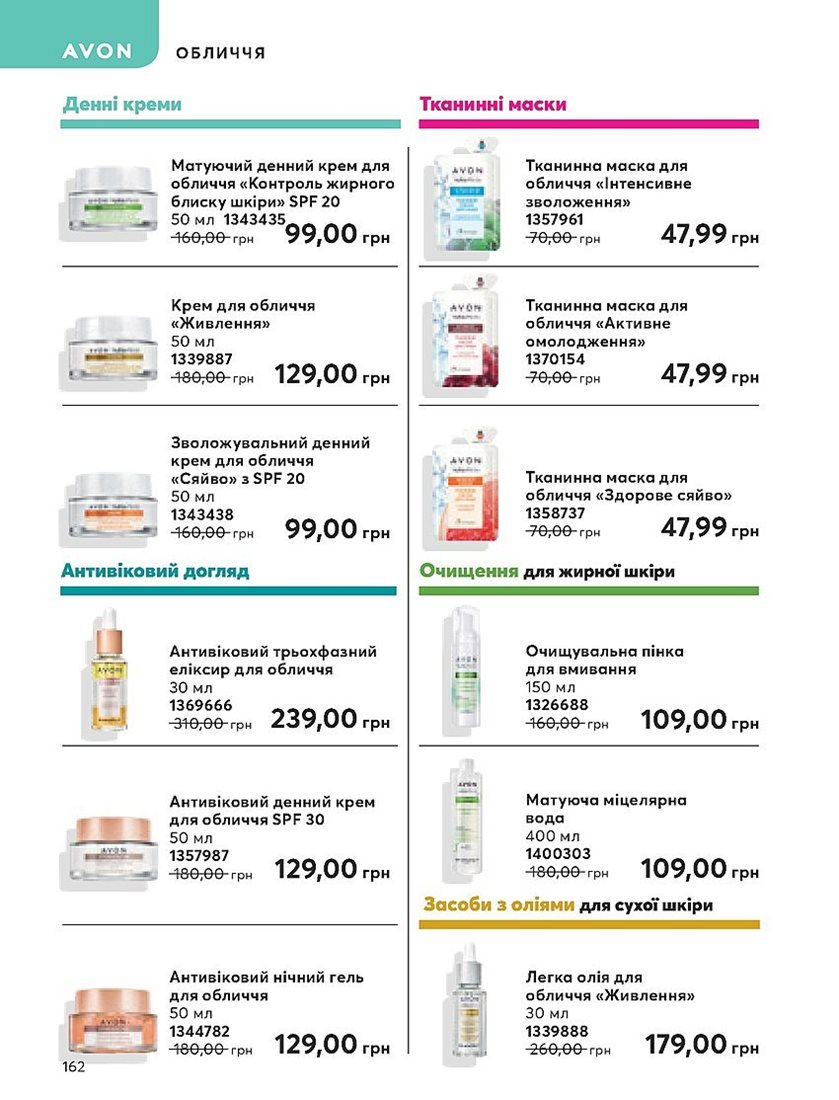 AVON
ОБЛИЧЧЯ
Денні креми
Матуючий денний крем для
обличчя «Контроль жирного
блиску шкіри» SPF 20
50 мл 1343435
160,00 грн 99,00 грн
Крем для обличчя
«Живлення»
50 мл
1339887
180,00 грн 129,00 грн
Зволожувальний денний
крем для обличчя
«Сяйво» з SPF 20
50 мл
1343438
160,00 грн 99,00 грн
Антивіковий догляд
Антивіковий трьохфазний
еліксир для обличчя
30 мл
1369666
310,00 грн 239,00 грн
Антивіковий денний крем
для обличчя SPF 30
50 мл
1357987
180,00 грн 129,00 грн
Антивіковий нічний гель
для обличчя
50 мл
1344782
180,00 грн 129,00 грн
162
Тканинні маски
AVON
Тканинна маска для
обличчя «Інтенсивне
зволоження»
1357961
70,00 грн 47,99 грн
AVON
Тканинна маска для
обличчя «Активне
омолодження»
1370154
70,00 грн 47,99 грн
AVON
Тканинна маска для
обличчя «Здорове сяйво»
1358737
70,00 грн 47,99 грн
Очищення для жирної шкіри
AVON
Очищувальна пінка
для вмивання
150 мл
1326688
160,00 грн 109,00 грн
AVON
Матуюча міцелярна
вода
400 мл
1400303
180,00 грн 109,00 грн
Засоби з оліями для сухої шкіри
AVON
Легка олія для
обличчя «Живлення»
30 мл
1339888
260,00 грн 179,00 грн